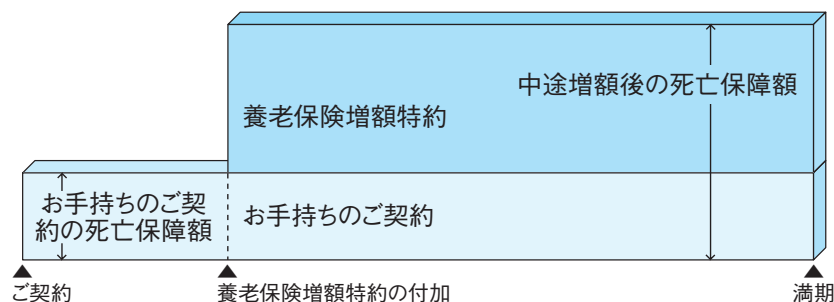 中途増額後の死亡保障額
養老保険増額特約
お手持ちのご契
約の死亡保障額
お手持ちのご契約
ご契約
養老保険増額特約の付加
満期